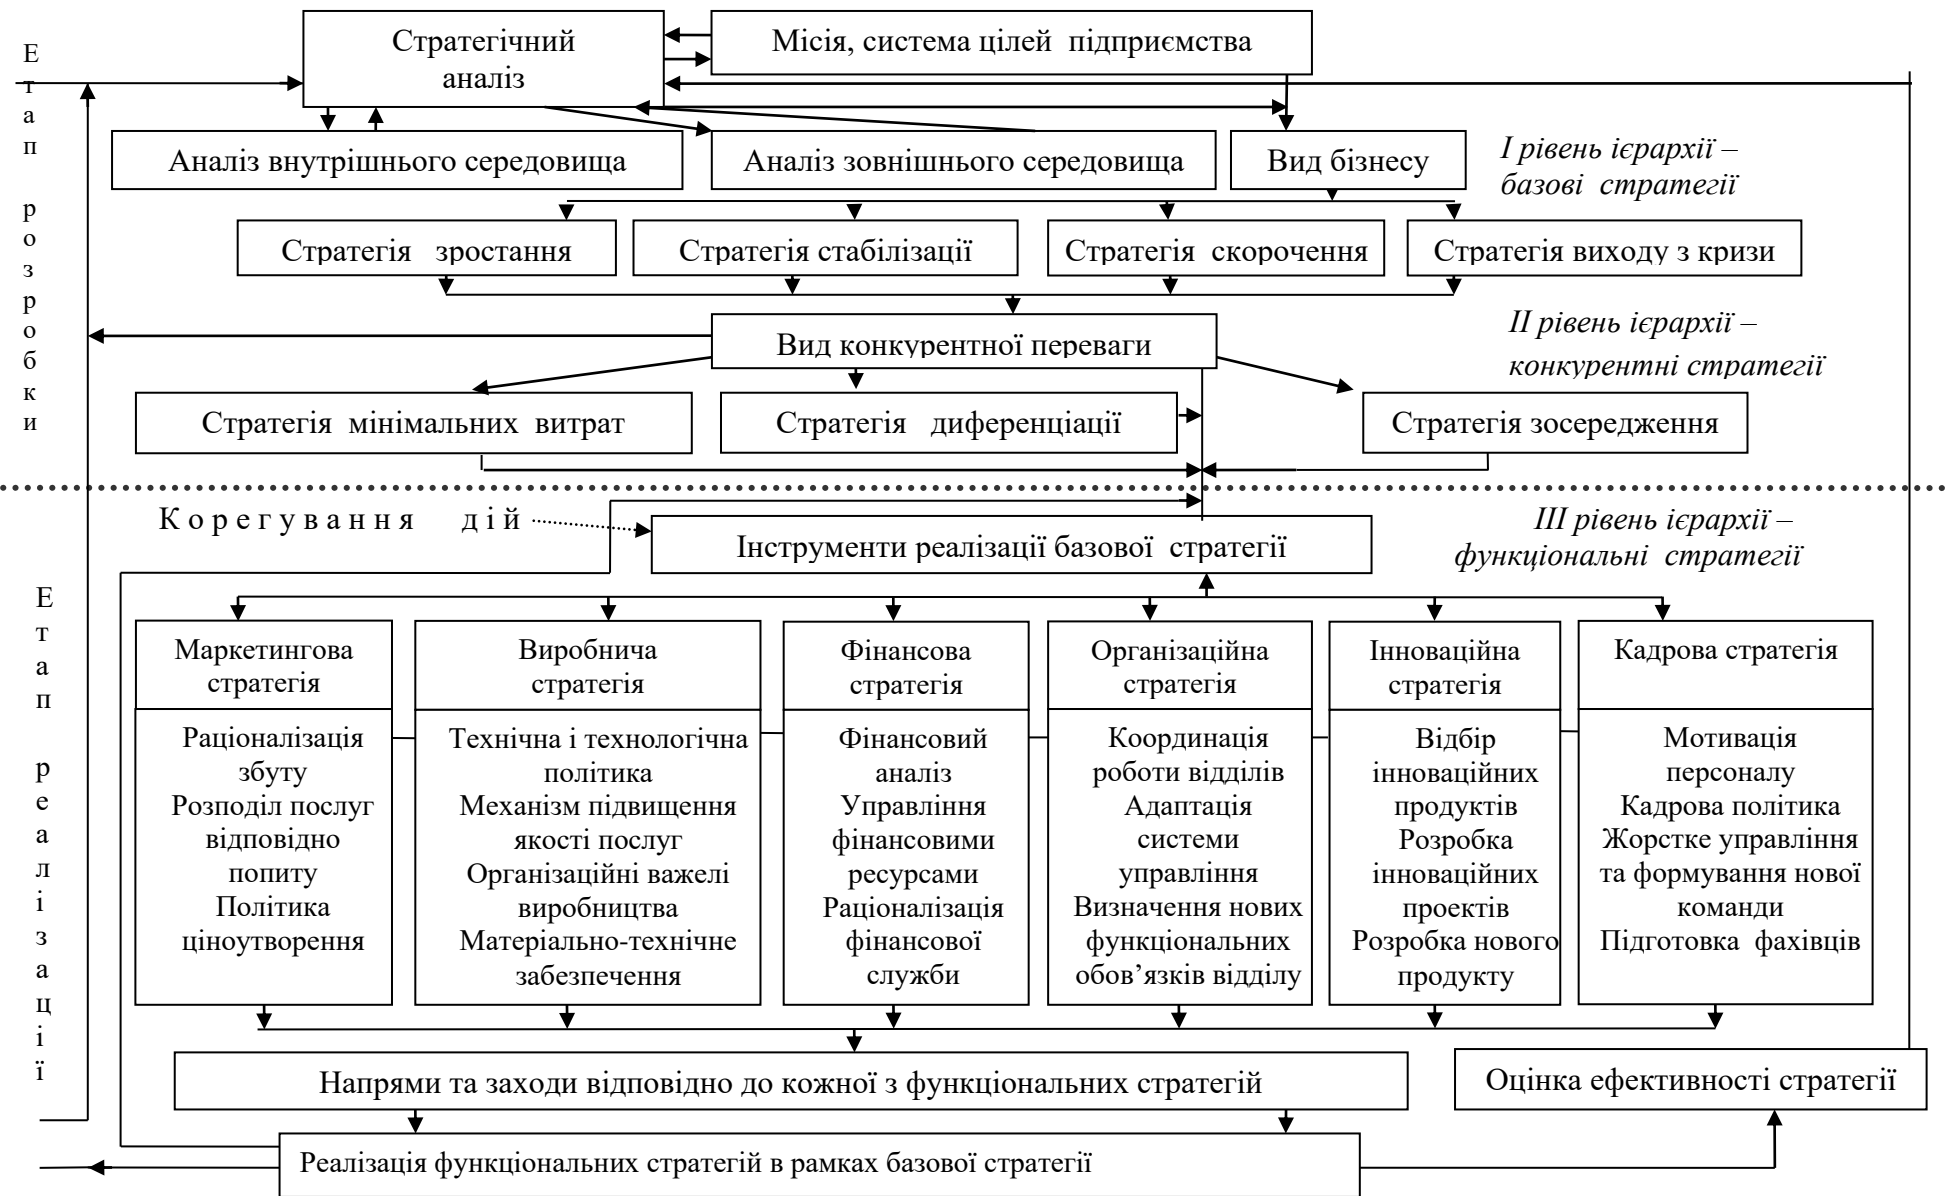 Етап розробки
Стратегічний
аналіз
Місія, система цілей підприємства
Аналіз внутрішнього середовища
Аналіз зовнішнього середовища
Вид бізнесу
І рівень ієрархії –
базові стратегії
Стратегія зростання
Стратегія стабілізації
Стратегія скорочення
Стратегія виходу з кризи
Вид конкурентної переваги
ІІ рівень ієрархії –
конкурентні стратегії
Стратегія мінімальних витрат
Стратегія диференціації
Стратегія зосередження
Етап реалізації
Корегування дій
Інструменти реалізації базової стратегії
ІІІ рівень ієрархії –
функціональні стратегії
Маркетингова
стратегія
Раціоналізація
збуту
Розподіл послуг
відповідно
попиту
Політика
ціноутворення
Виробнича
стратегія
Технічна і технологічна
політика
Механізм підвищення
якості послуг
Організаційні важелі
виробництва
Матеріально-технічне
забезпечення
Фінансова
стратегія
Фінансовий
аналіз
Управління
фінансовими
ресурсами
Раціоналізація
фінансової
служби
Організаційна
стратегія
Координація
роботи відділів
Адаптація
системи
управління
Визначення нових
функціональних
обов’язків відділу
Інноваційна
стратегія
Відбір
інноваційних
продуктів
Розробка
інноваційних
проектів
Розробка нового
продукту
Кадрова стратегія
Мотивація
персоналу
Кадрова політика
Жорстке управління
та формування нової
команди
Підготовка фахівців
Напрями та заходи відповідно до кожної з функціональних стратегій
Оцінка ефективності стратегії
Реалізація функціональних стратегій в рамках базової стратегії